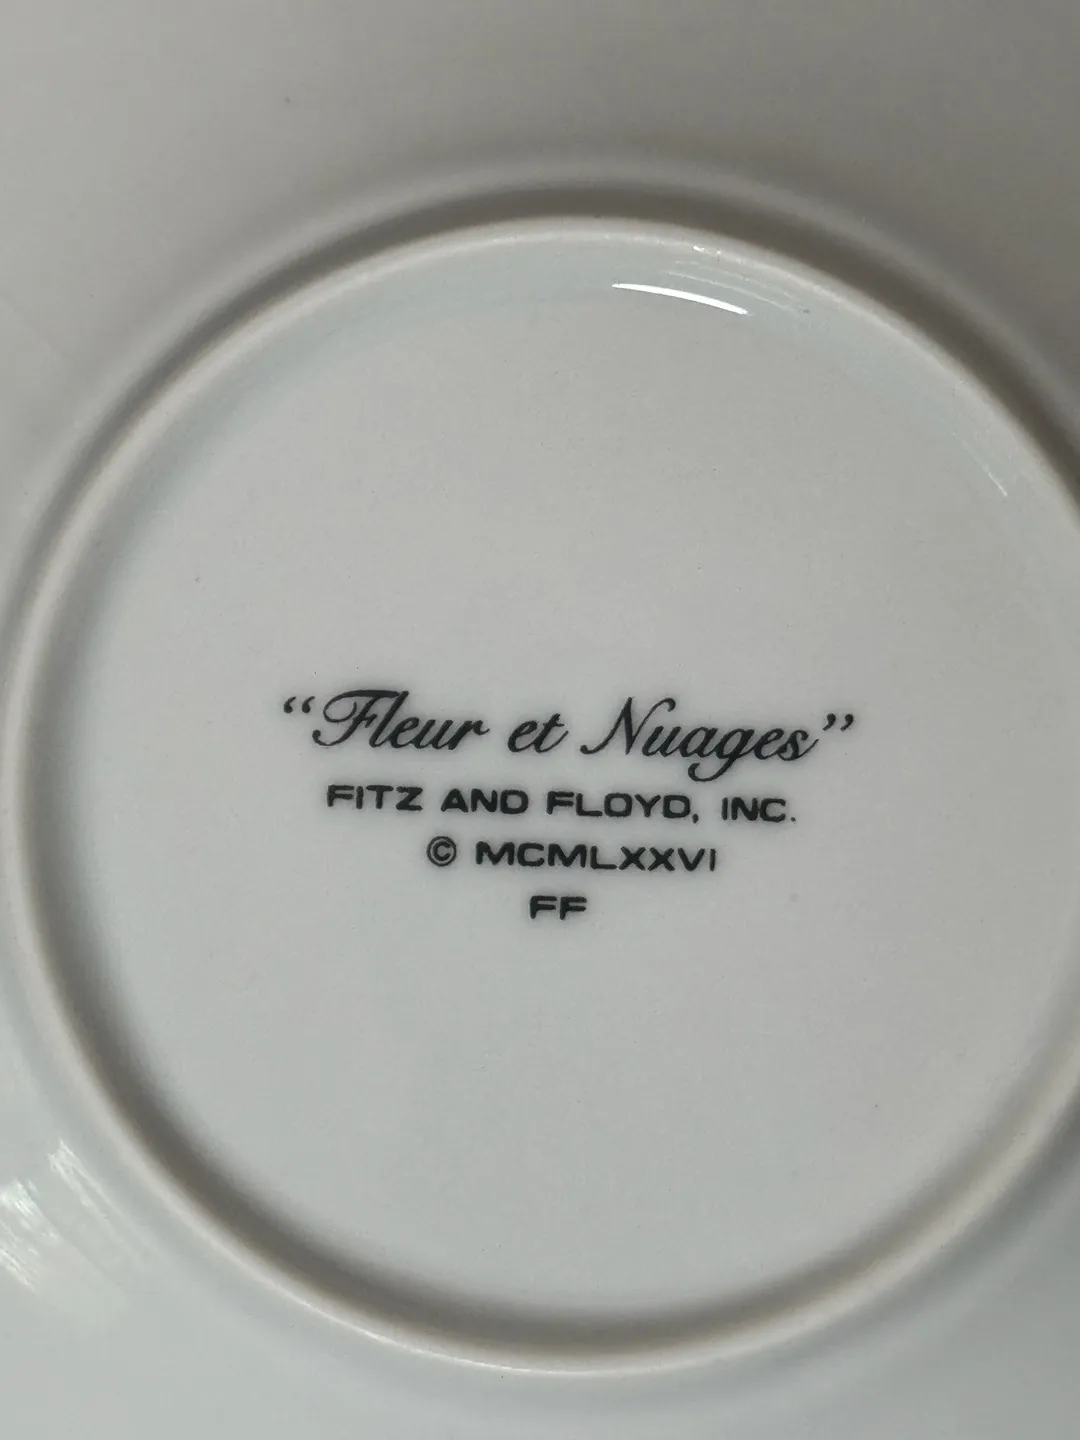 “Fleur et Nuages”
FITZ AND FLOYD, INC.
© MCMLXXVI
FF